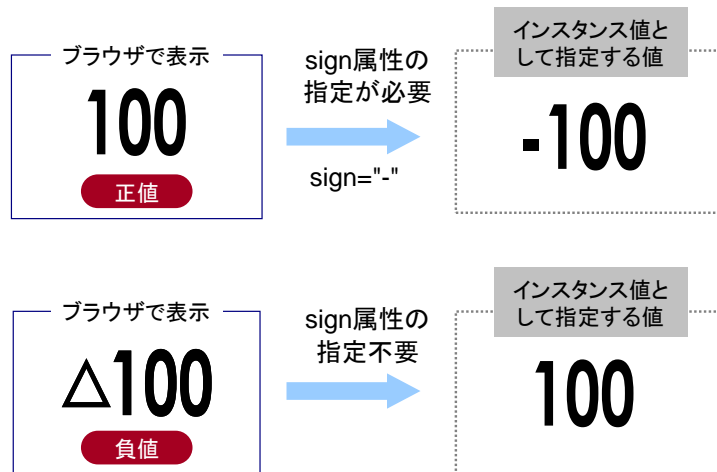 ブラウザで表示
100
正値
sign属性の
指定が必要
sign="-"
インスタンス値と
して指定する値
-100
ブラウザで表示
△100
負値
sign属性の
指定不要
インスタンス値と
して指定する値
100